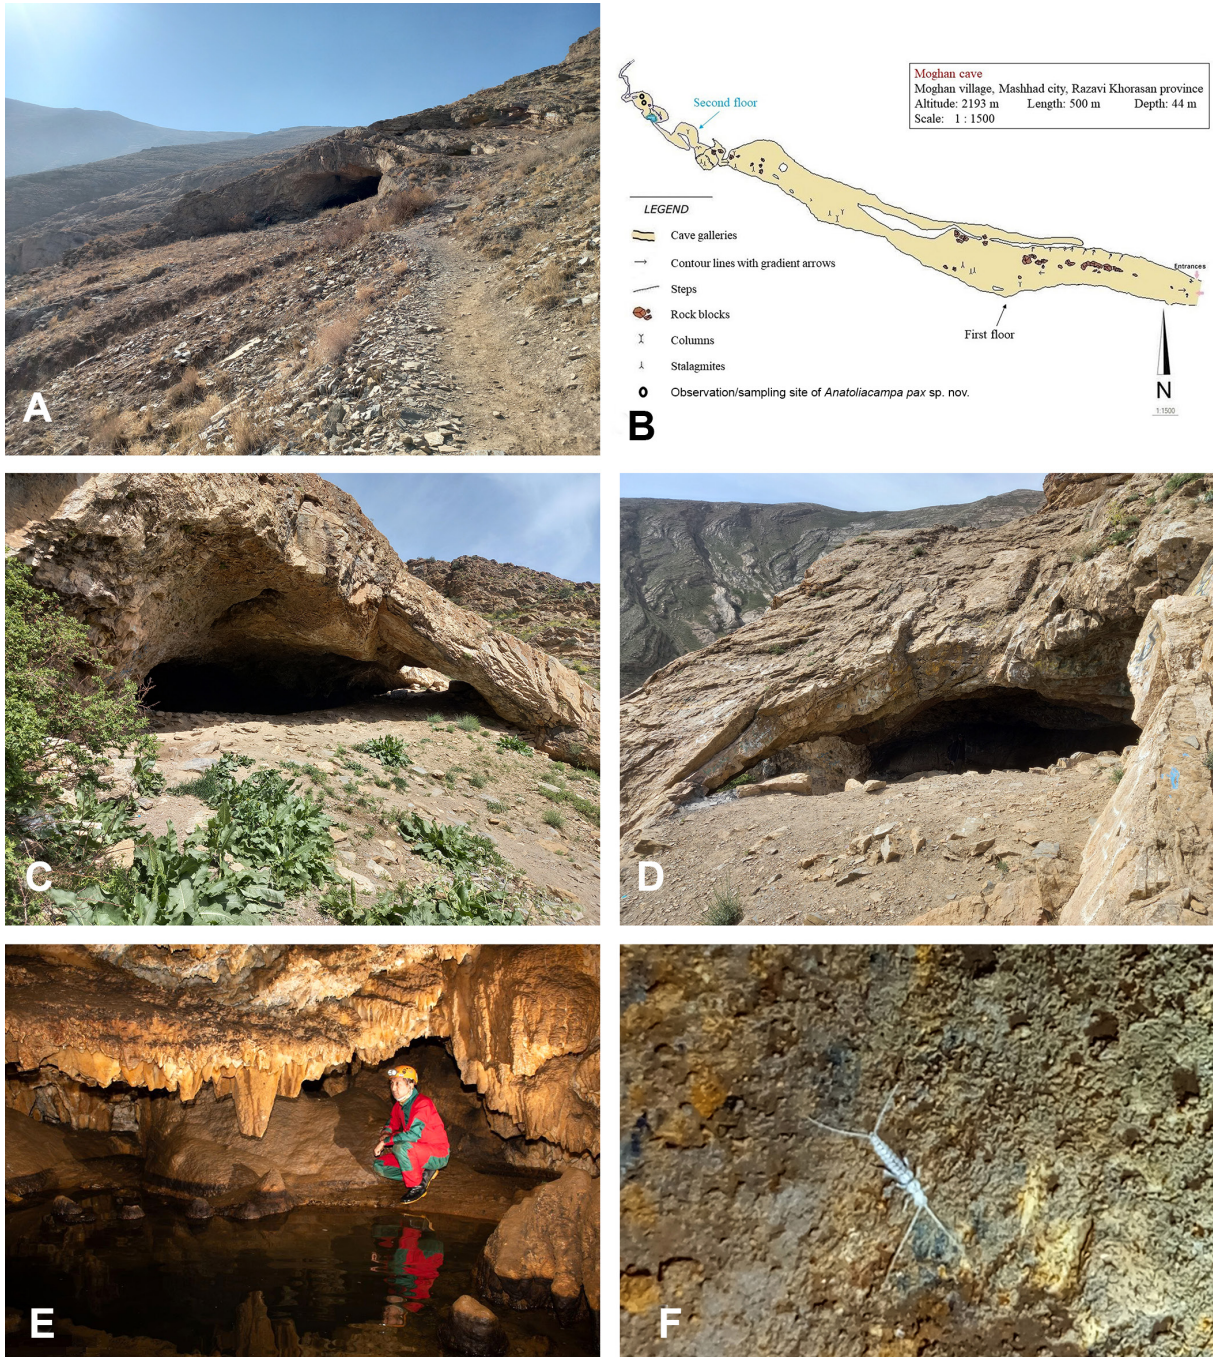 A
Moghan cave
Moghan village, Mashhad city, Razavi Khorasan province
Altitude: 2193 m Length: 500 m Depth: 44 m
Scale: 1 : 1500
Second floor
LEGEND
Cave galleries
Contour lines with gradient arrows
Steps
Rock blocks
Columns
Stalagmites
Observation/sampling site of Anatoliacampa pax sp. nov.
Entrances
First floor
N
1:1500
B
C
D
E
F